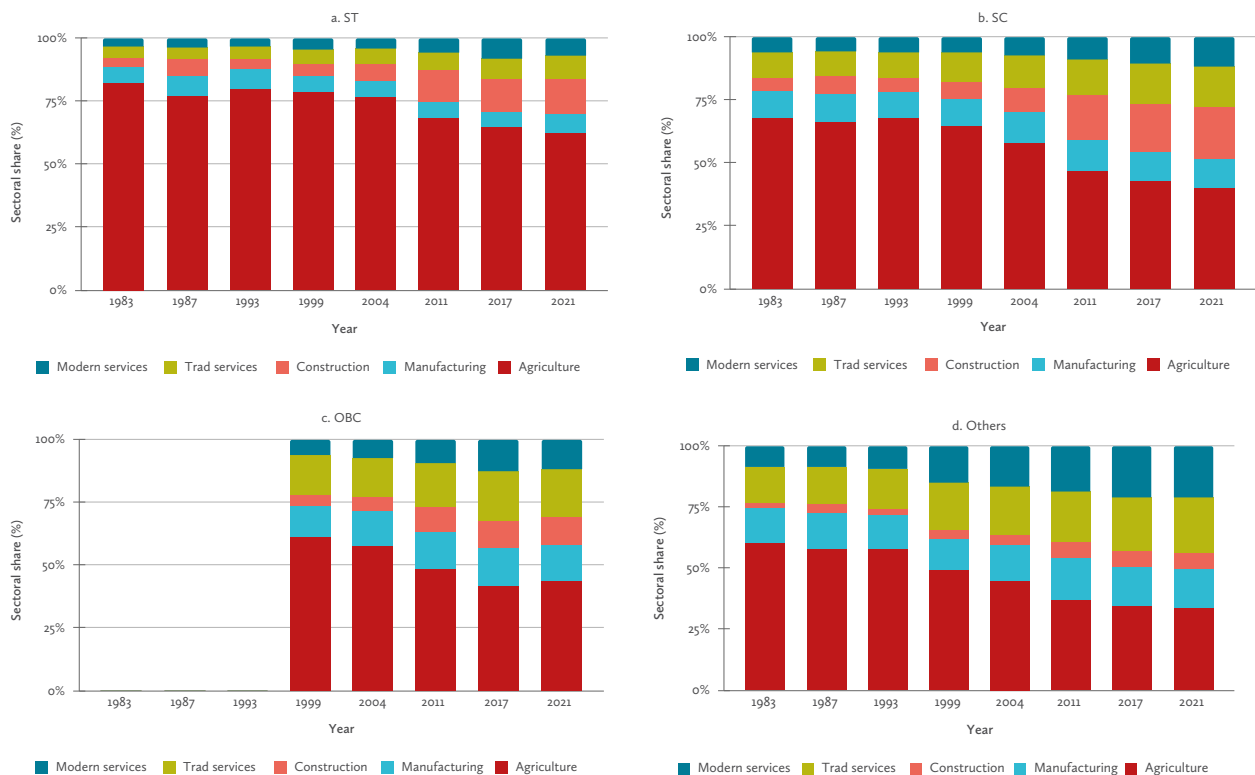 a. ST
100%
75%
50%
25%
0%
Sectoral share (%)
1983 1987 1993 1999 2004 2011 2017 2021
Year
Modern services Trad services Construction Manufacturing Agriculture
b. SC
100%
75%
50%
25%
0%
Sectoral share (%)
1983 1987 1993 1999 2004 2011 2017 2021
Year
Modern services Trad services Construction Manufacturing Agriculture
c. OBC
100%
75%
50%
25%
0%
Sectoral share (%)
1983 1987 1993 1999 2004 2011 2017 2021
Year
Modern services Trad services Construction Manufacturing Agriculture
d. Others
100%
75%
50%
25%
0%
Sectoral share (%)
1983 1987 1993 1999 2004 2011 2017 2021
Year
Modern services Trad services Construction Manufacturing Agriculture